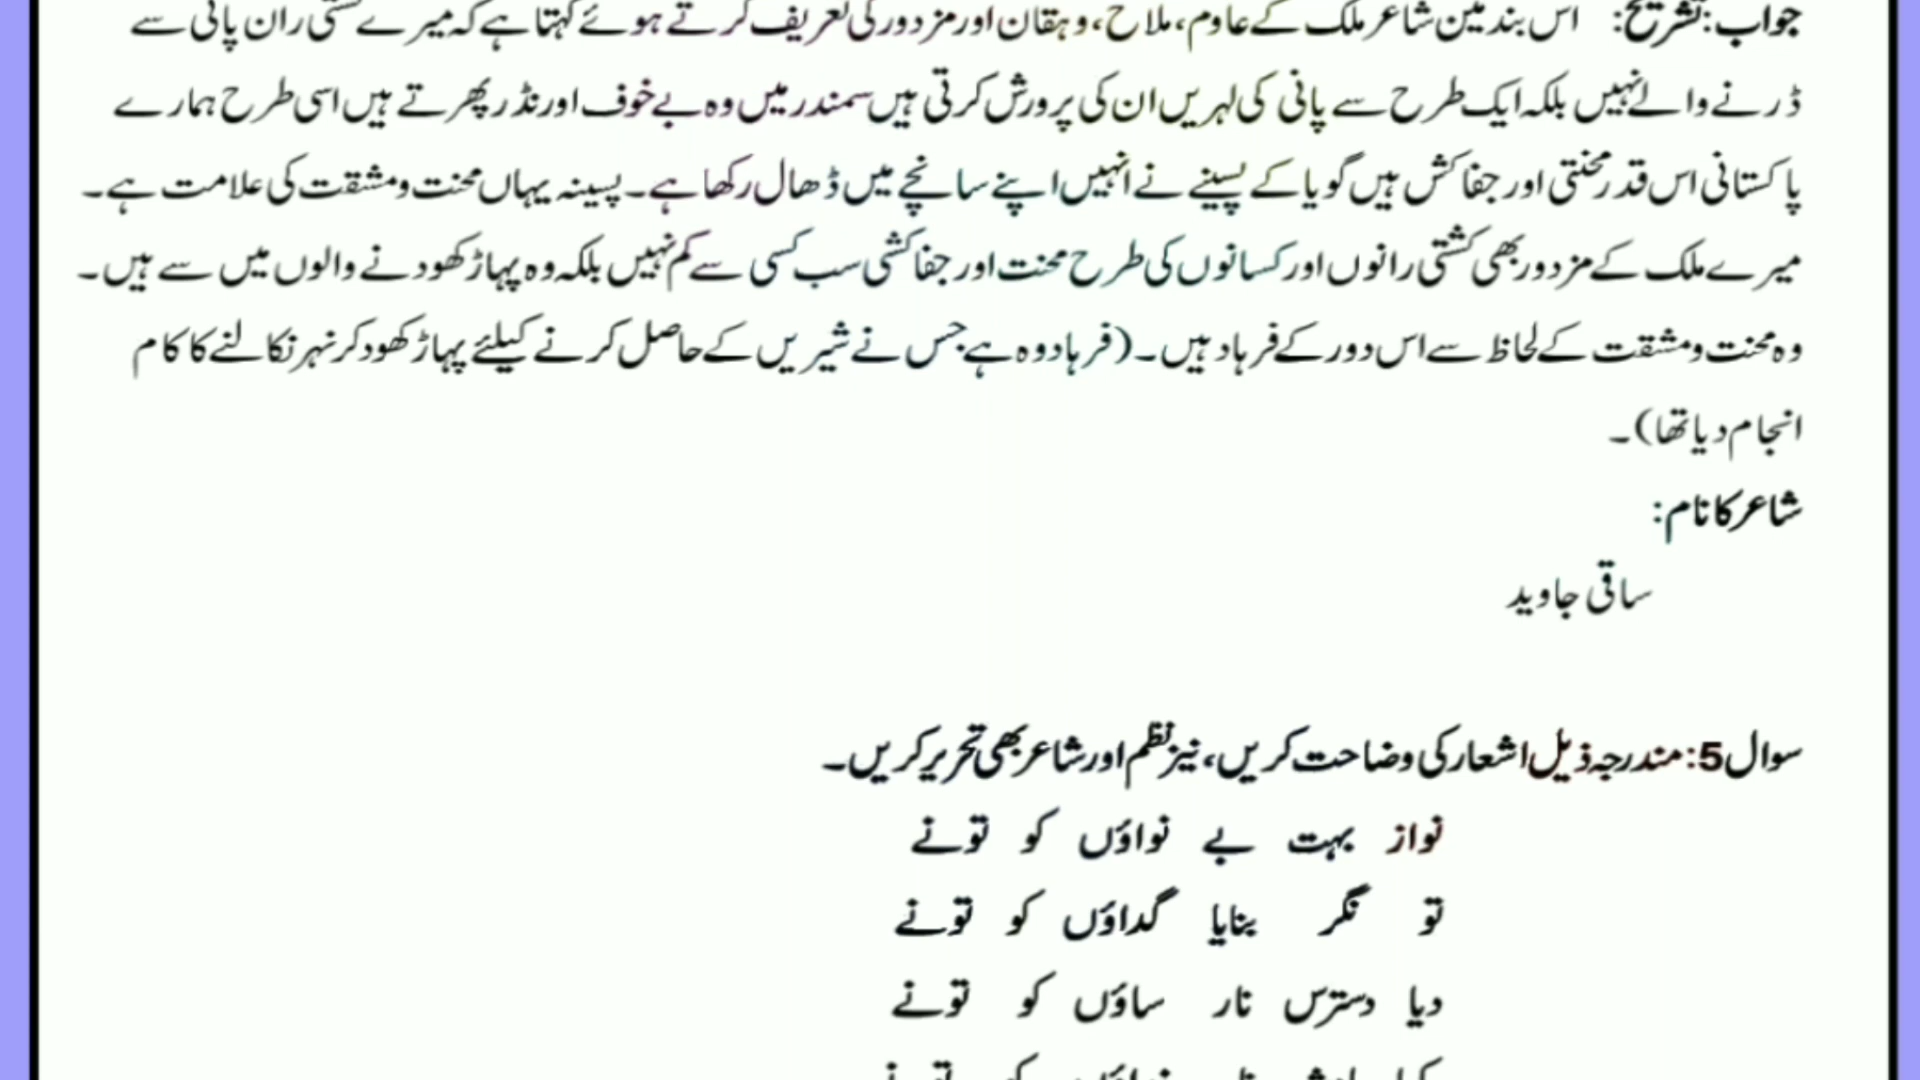 جواب: تشریح: اس بند مین شاعر ملک کے عاوم، ملاح، وہقان اور مزدور کی تعریف کرتے ہوئے کہتا ہے کہ میرے کشتی ران پانی سے
ڈرنے والے نہیں بلکہ ایک طرح سے پانی کی لہریں ان کی پرورش کرتی ہیں سمندر میں وہ بے خوف اور نڈر پھرتے ہیں اسی طرح ہمارے
پاکستانی اس قدر محنتی اور جفاکش ہیں گویا کے پسینے نے انہیں اپنے سانچے میں ڈھال رکھا ہے۔ پسینہ یہاں محنت و مشقت کی علامت ہے۔
میرے ملک کے مزدور بھی کشتی رانوں اور کسانوں کی طرح محنت اور جفاکشی سب کسی سے کم نہیں بلکہ وہ پہاڑ کھودنے والوں میں سے ہیں۔
وہ محنت و مشقت کے لحاظ سے اس دور کے فرہاد ہیں۔ (فرہاد وہ ہے جس نے شیریں کے حاصل کرنے کیلئے پہاڑ کھود کر نہر نکالنے کا کام
انجام دیا تھا)۔
شاعر کا نام:
ساقی جاوید
سوال 5: مندرجہ ذیل اشعار کی وضاحت کریں، نیز نظم اور شاعر بھی تحریر کریں۔
نواز بہت بے نواؤں کو تونے
تو نگر بنایا گداؤں کو تونے
دیا دسترس نار ساؤں کو تونے